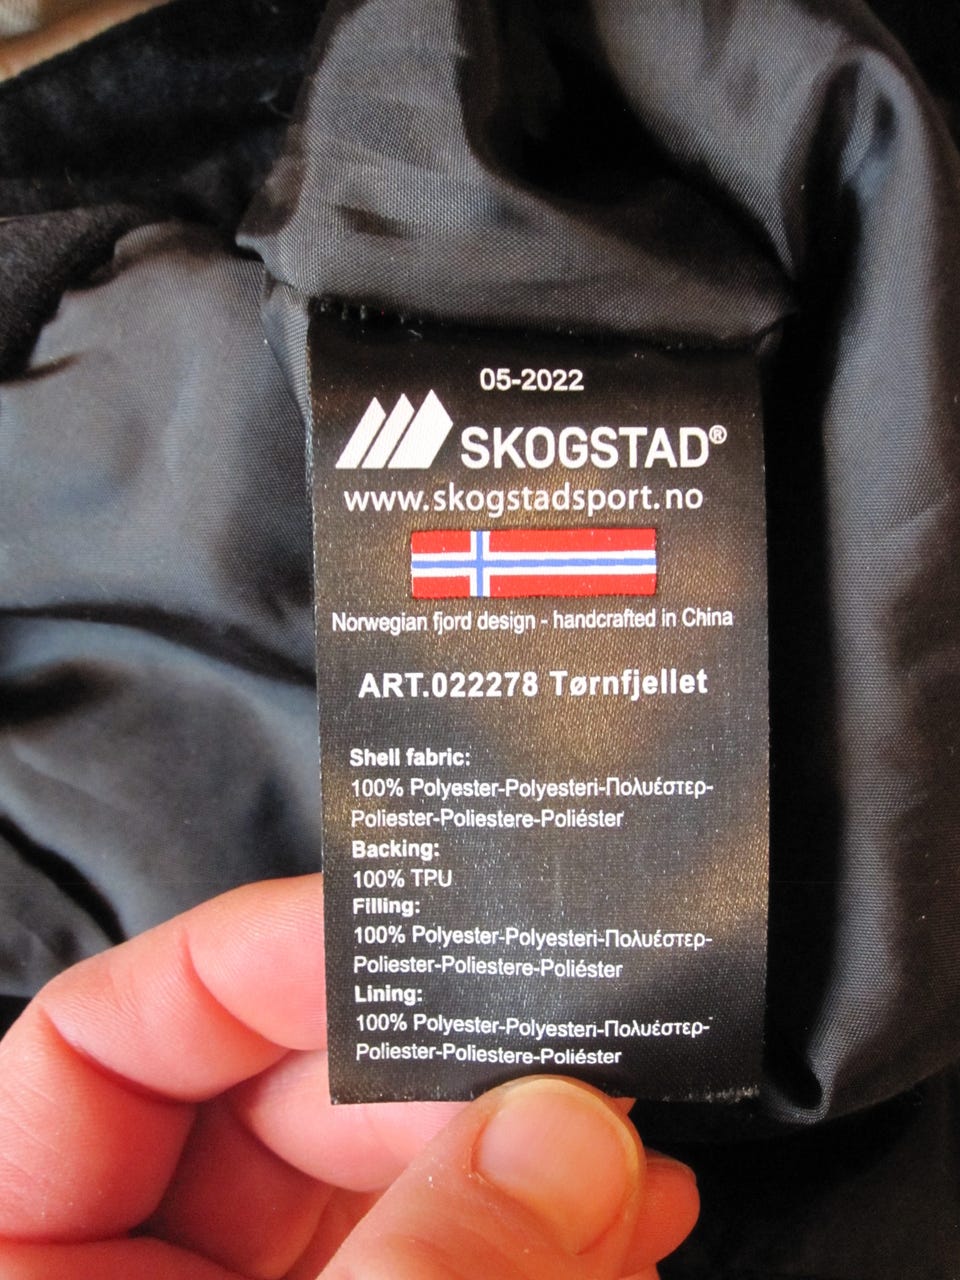 05-2022
SKOGSTAD®
www.skogstadsport.no
Norwegian fjord design - handcrafted in China
ART.022278 Tørnfjellet
Shell fabric:
100% Polyester-Polyesteri-Πολυέστερ-
Poliester-Poliestere-Poliéster
Backing:
100% TPU
Filling:
100% Polyester-Polyesteri-Πολυέστερ-
Poliester-Poliestere-Poliéster
Lining:
100% Polyester-Polyesteri-Πολυέστερ-
Poliester-Poliestere-Poliéster